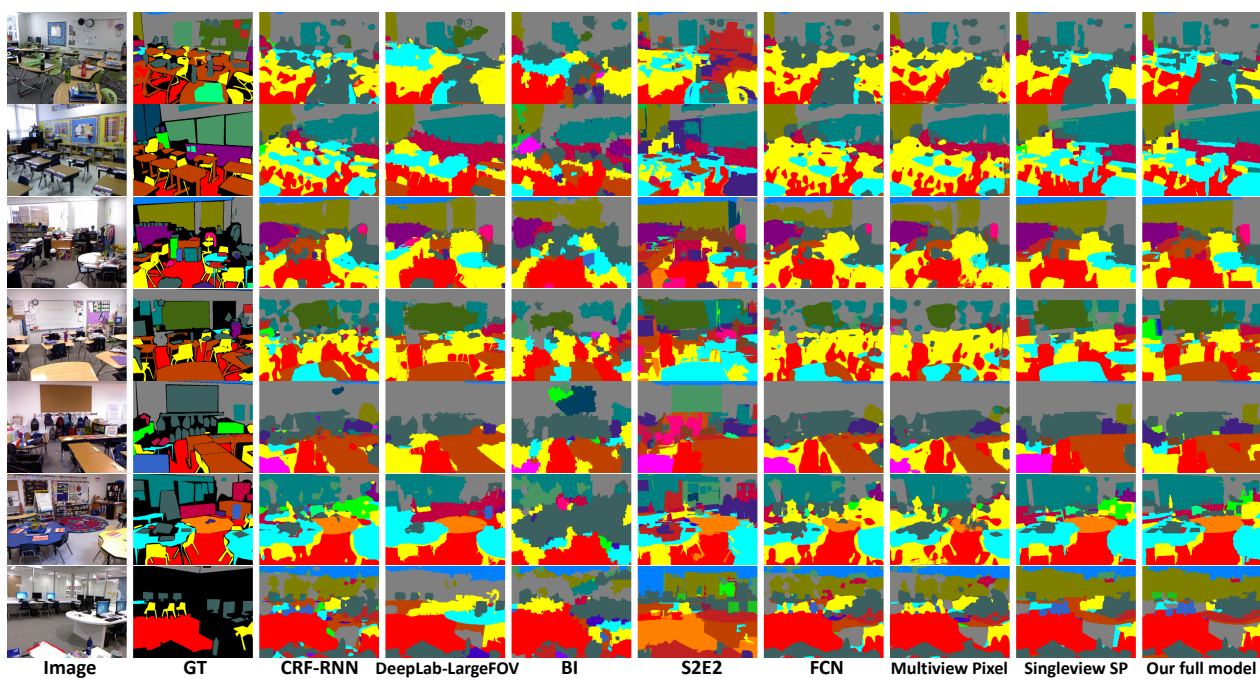 Image GT CRF-RNN DeepLab-LargeFOV BI S2E2 FCN Multiview Pixel Singleview SP Our full model